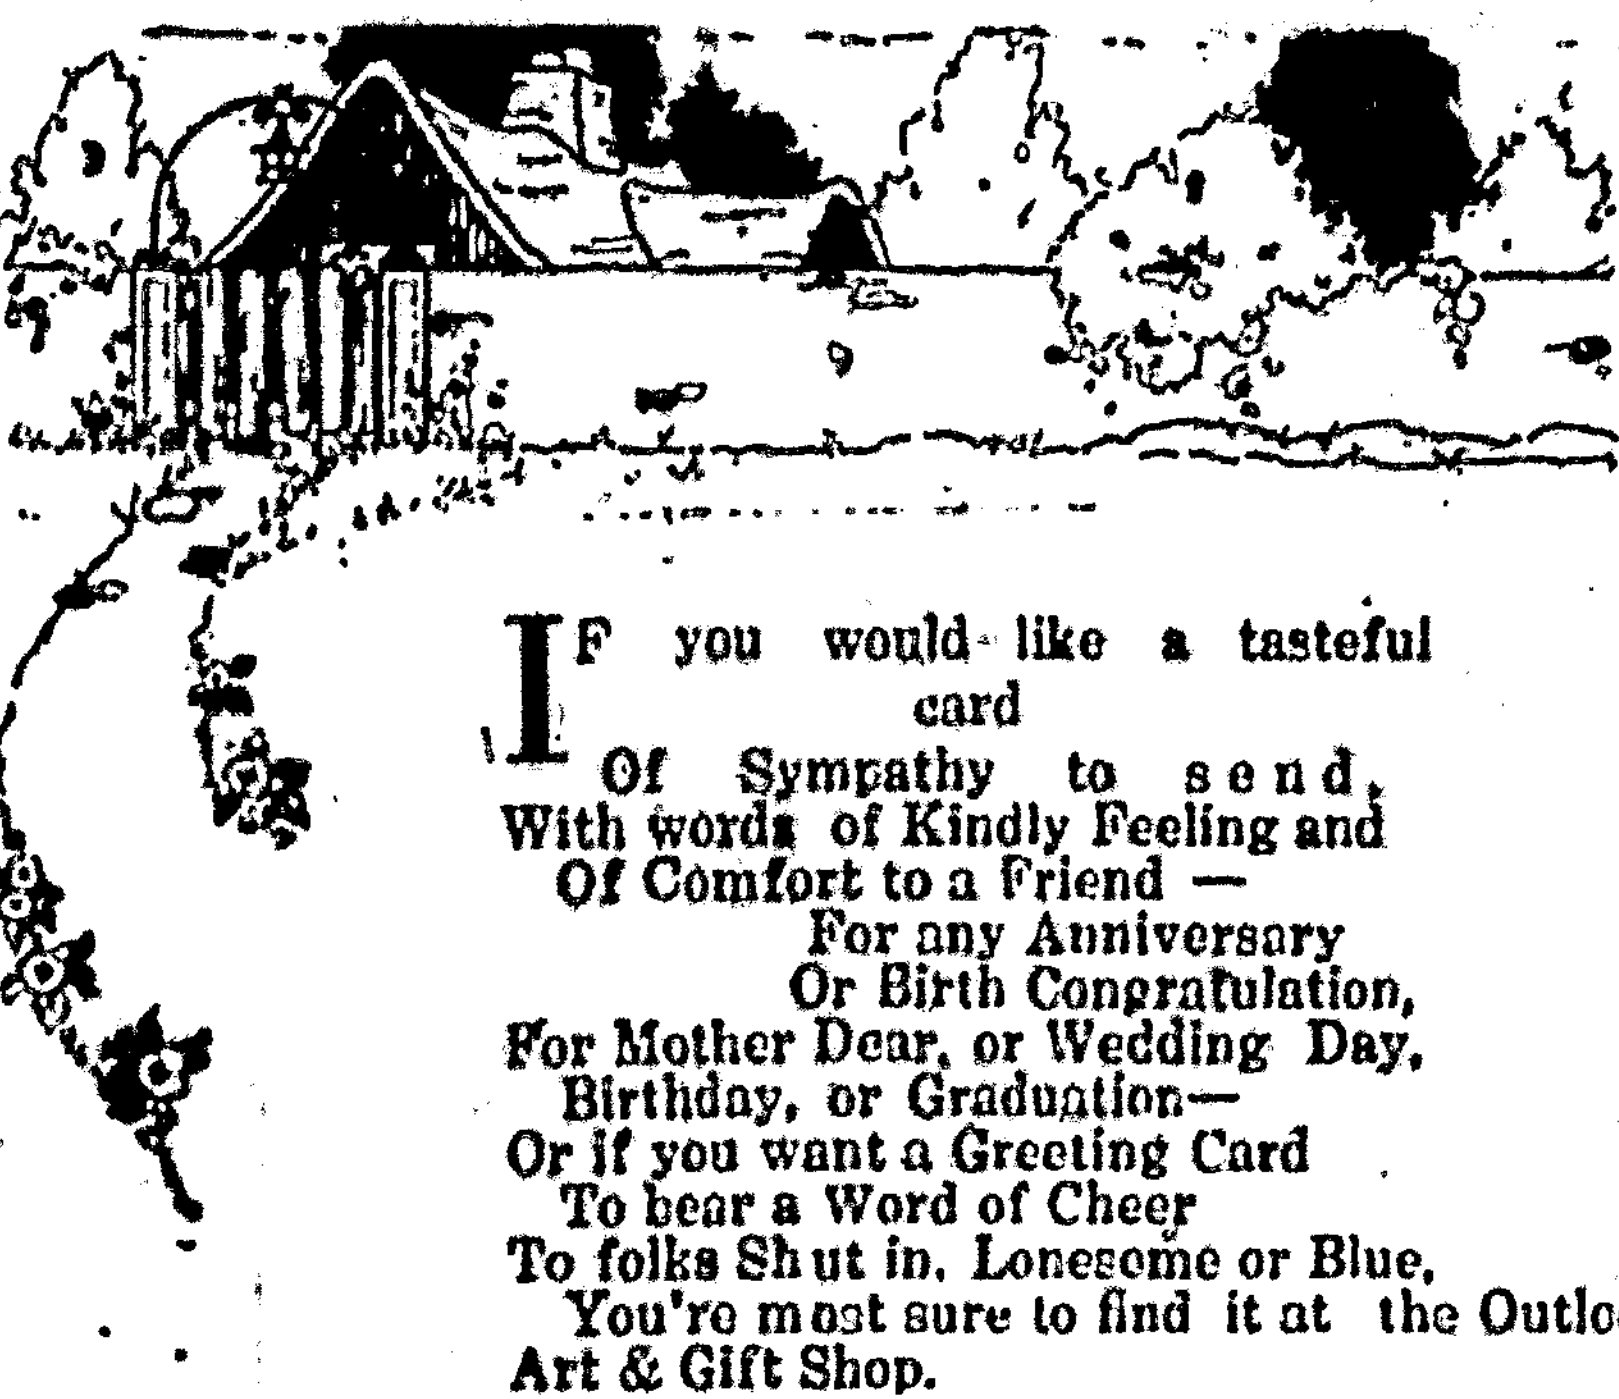 IF you would like a tasteful
card
Of Sympathy to send,
With words of Kindly Feeling and
Of Comfort to a Friend —
For any Anniversary
Or Birth Congratulation,
For Mother Dear, or Wedding Day,
Birthday, or Graduation—
Or if you want a Greeting Card
To bear a Word of Cheer
To folks Shut in, Lonesome or Blue,
You're most sure to find it at the Outlo
Art & Gift Shop.